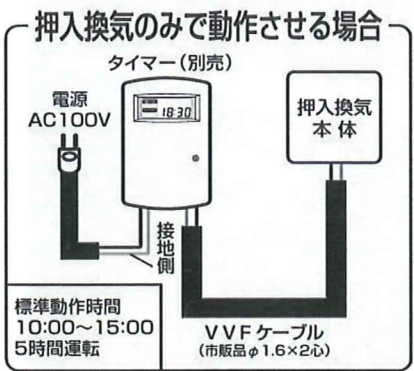 押入換気のみで動作させる場合
タイマー(別売)
電源
AC100V
18:30
押入換気
本体
接地側
標準動作時間
10:00～15:00
5時間運転
VVFケーブル
(市販品φ1.6×2心)